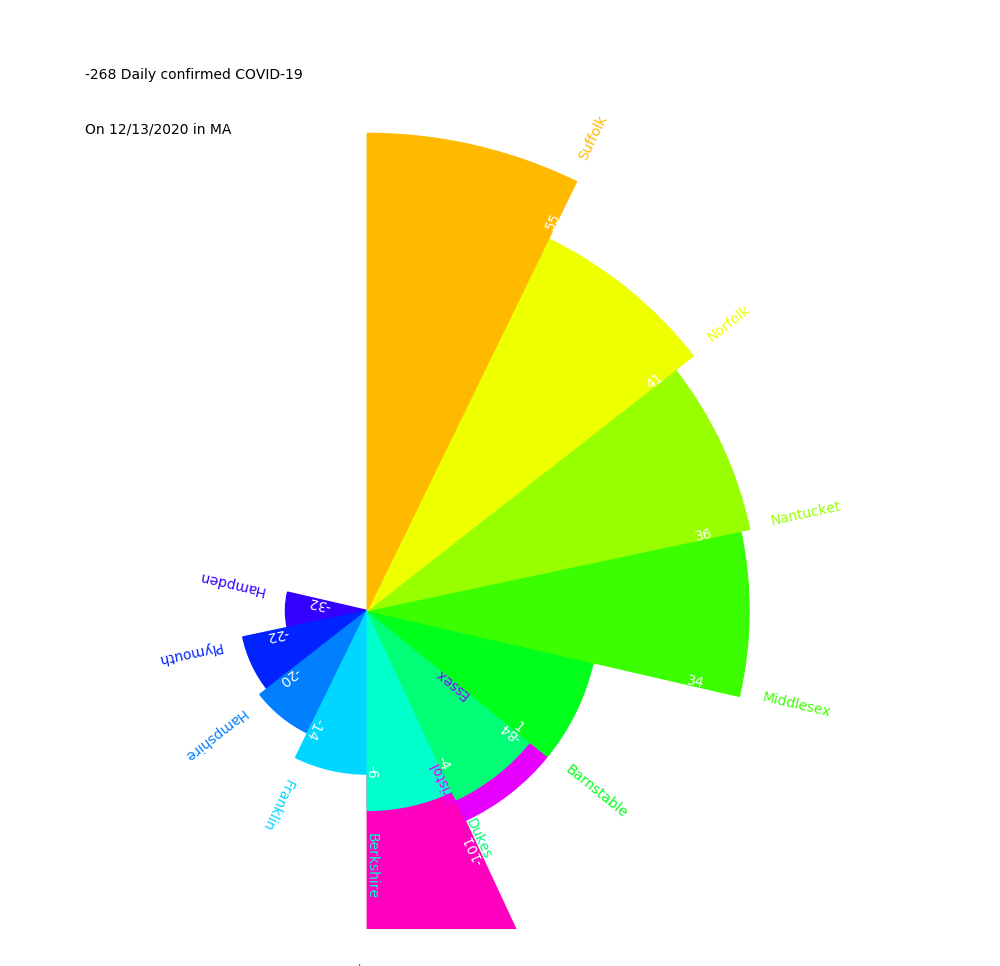 -268 Daily confirmed COVID-19
On 12/13/2020 in MA
Suffolk
55
Norfolk
41
Nantucket
36
Middlesex
34
Barnstable
1
Dukes
-4
Berkshire
-6
Franklin
-14
Hampshire
-20
Plymouth
-22
Hampden
-32
Essex
-84
-101